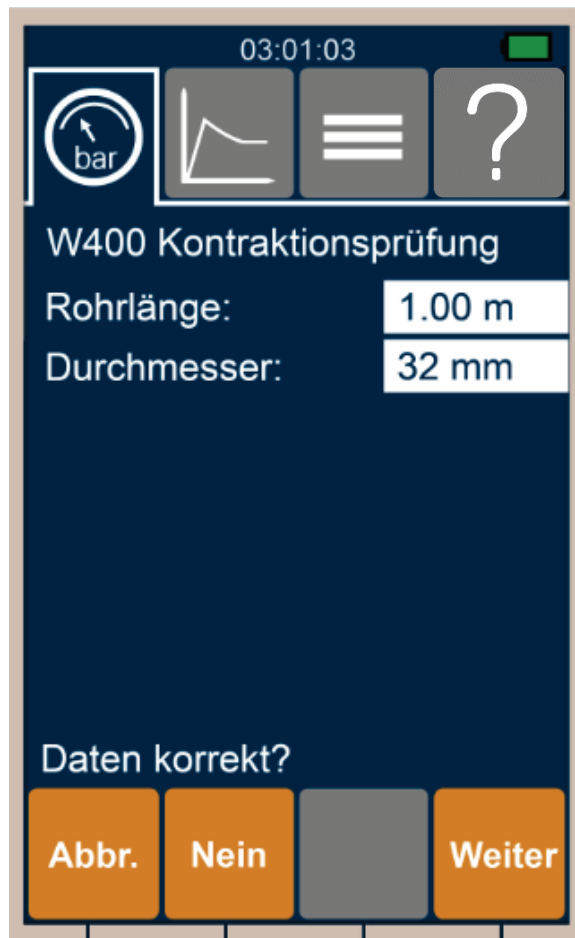 03:01:03
bar
?
W400 Kontraktionsprüfung
Rohrlänge: 1.00 m
Durchmesser: 32 mm
Daten korrekt?
Abbr. Nein Weiter